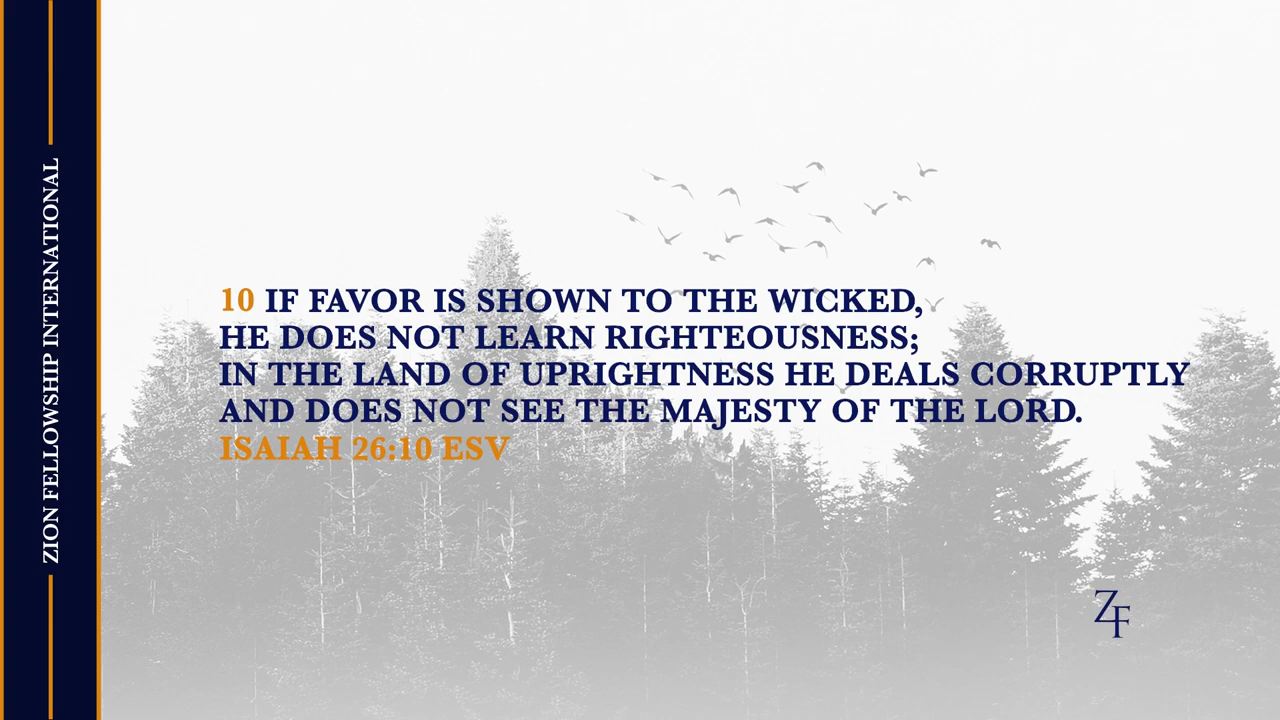 ZION FELLOWSHIP INTERNATIONAL
10 IF FAVOR IS SHOWN TO THE WICKED,
HE DOES NOT LEARN RIGHTEOUSNESS;
IN THE LAND OF UPRIGHTNESS HE DEALS CORRUPTLY
AND DOES NOT SEE THE MAJESTY OF THE LORD.
ISAIAH 26:10 ESV
ZF